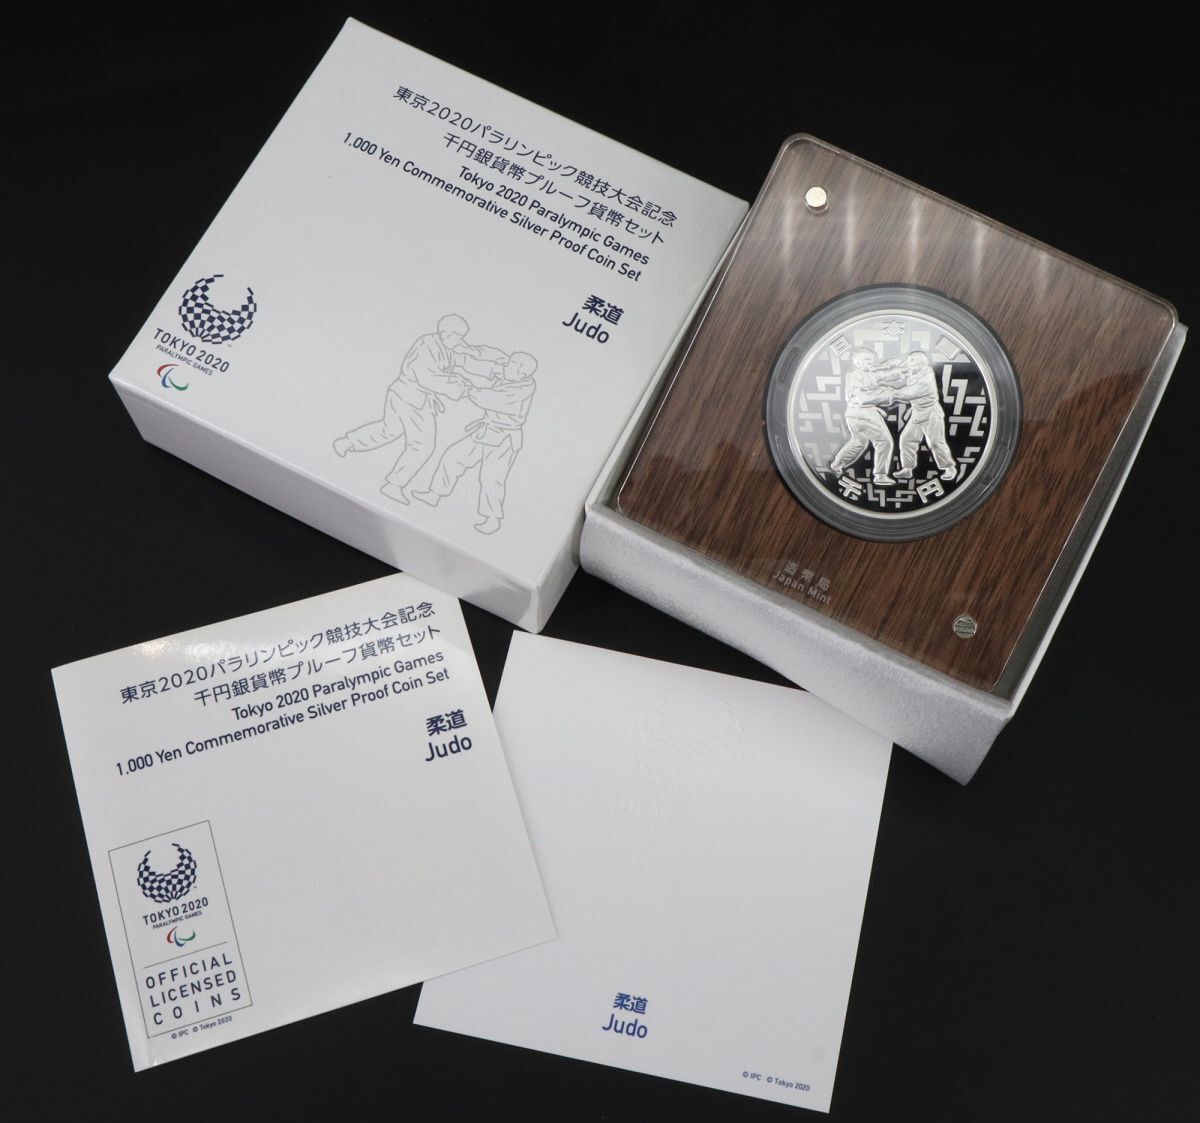 東京2020パラリンピック競技大会記念
千円銀貨幣プルーフ貨幣セット
Tokyo 2020 Paralympic Games
1,000 Yen Commemorative Silver Proof Coin Set
柔道
Judo
TOKYO 2020
PARALYMPIC GAMES
日本国
千円
造幣局
Japan Mint
東京2020パラリンピック競技大会記念
千円銀貨幣プルーフ貨幣セット
Tokyo 2020 Paralympic Games
1,000 Yen Commemorative Silver Proof Coin Set
柔道
Judo
TOKYO 2020
PARALYMPIC GAMES
OFFICIAL
LICENSED
COINS
© IPC © Tokyo 2020
TOKYO 2020
柔道
Judo
© IPC © Tokyo 2020